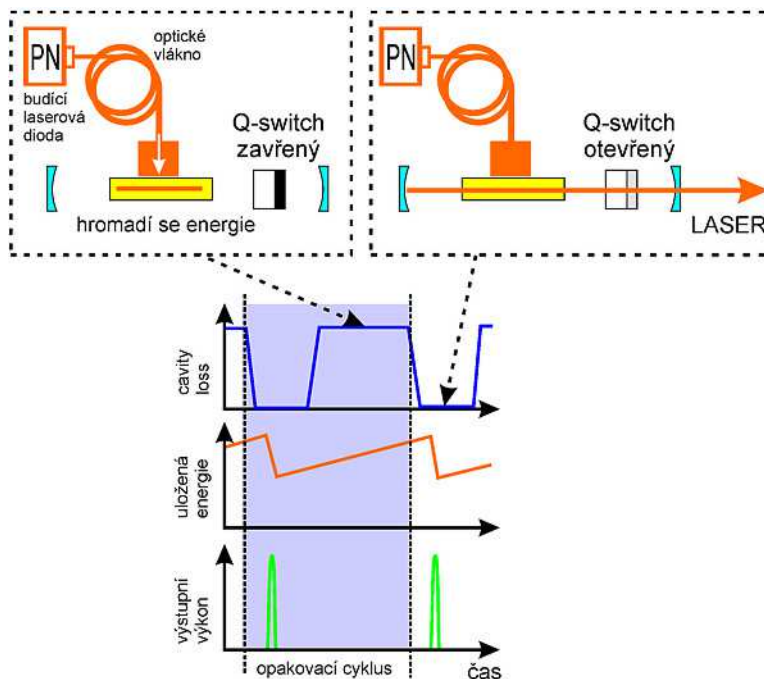 PN
optické
vlákno
budící
laserová
dioda
Q-switch
zavřený
hromadí se energie
PN
Q-switch
otevřený
LASER
cavity
loss
uložená
energie
výstupní
výkon
opakovací cyklus
čas